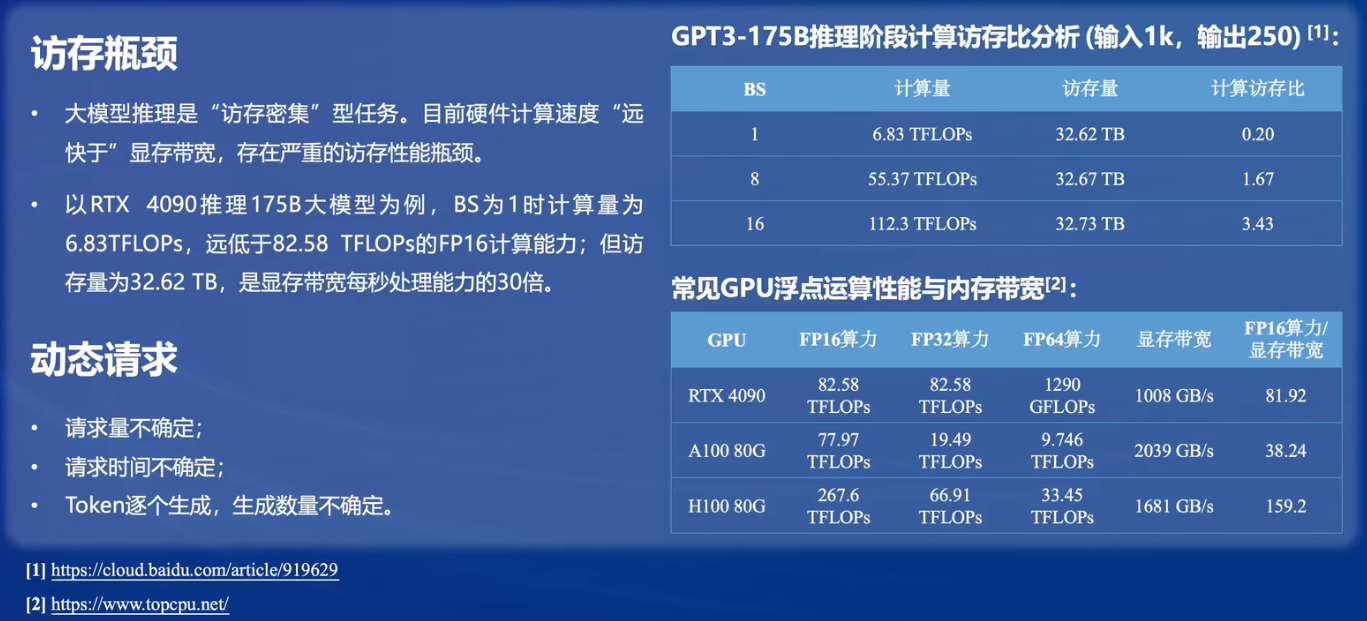 访存瓶颈
• 大模型推理是“访存密集”型任务。目前硬件计算速度“远
快于”显存带宽，存在严重的访存性能瓶颈。
• 以RTX 4090推理175B大模型为例，BS为1时计算量为
6.83TFLOPs，远低于82.58 TFLOPs的FP16计算能力；但访
存量为32.62 TB，是显存带宽每秒处理能力的30倍。
动态请求
• 请求量不确定；
• 请求时间不确定；
• Token逐个生成，生成数量不确定。
GPT3-175B推理阶段计算访存比分析 (输入1k，输出250) [1]：
BS 计算量 访存量 计算访存比
1 6.83 TFLOPs 32.62 TB 0.20
8 55.37 TFLOPs 32.67 TB 1.67
16 112.3 TFLOPs 32.73 TB 3.43
常见GPU浮点运算性能与内存带宽[2]：
GPU FP16算力 FP32算力 FP64算力 显存带宽 FP16算力/
显存带宽
RTX 4090 82.58 TFLOPs 82.58 TFLOPs 1290 GFLOPs 1008 GB/s 81.92
A100 80G 77.97 TFLOPs 19.49 TFLOPs 9.746 TFLOPs 2039 GB/s 38.24
H100 80G 267.6 TFLOPs 66.91 TFLOPs 33.45 TFLOPs 1681 GB/s 159.2
[1] https://cloud.baidu.com/article/919629
[2] https://www.topcpu.net/